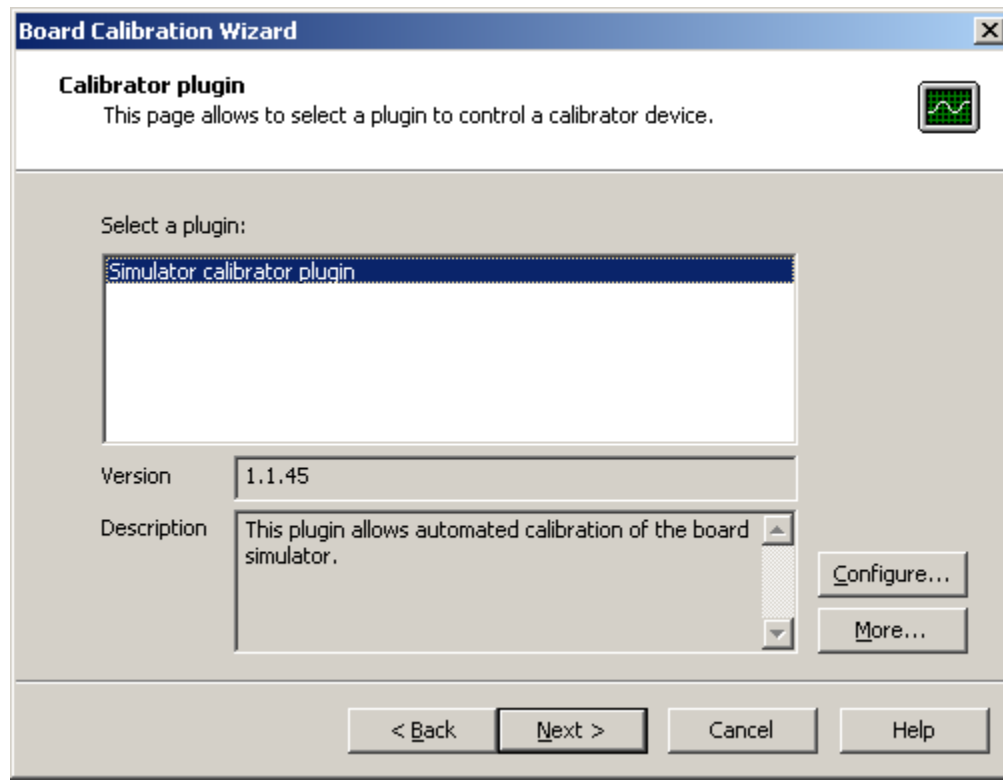 Board Calibration Wizard
Calibrator plugin
This page allows to select a plugin to control a calibrator device.
Select a plugin:
Simulator calibrator plugin
Version
1.1.45
Description
This plugin allows automated calibration of the board
simulator.
Configure...
More...
< Back
Next >
Cancel
Help